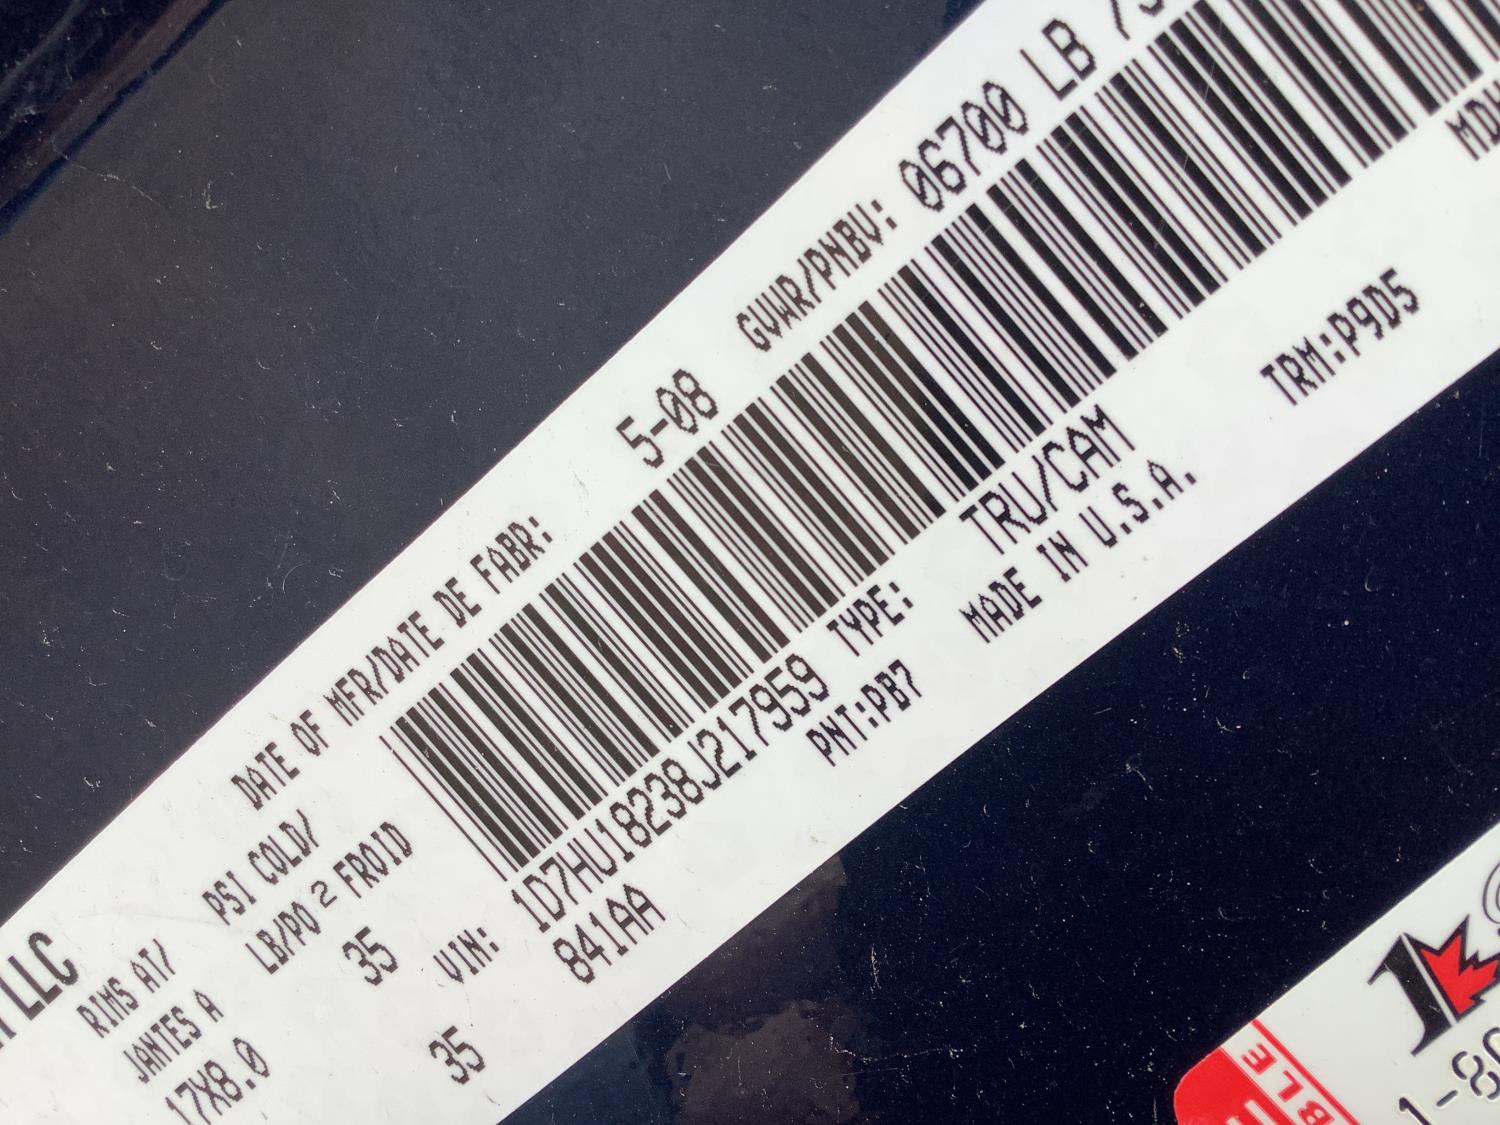 LLC
DATE OF MFR/DATE DE FABR: 5-08 GVWR/PNBV: 06700 LB
RIMS AT/
JANTES A
17X8.0
PSI COLD/
LB/PO 2 FROID
35
35
VIN: 1D7HU18238J217959 TYPE: TRU/CAM
841AA PNT:PB7 MADE IN U.S.A. TRM:P9D5
1
BLE